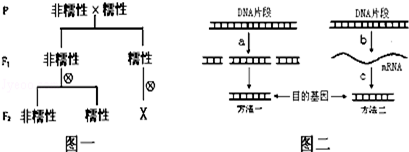 P 非糯性 × 糯性
F₁ 非糯性 糯性
⊗ ⊗
F₂ 非糯性 糯性 X
图一
DNA片段 DNA片段
a b
mRNA
c
目的基因
方法一 方法二
图二